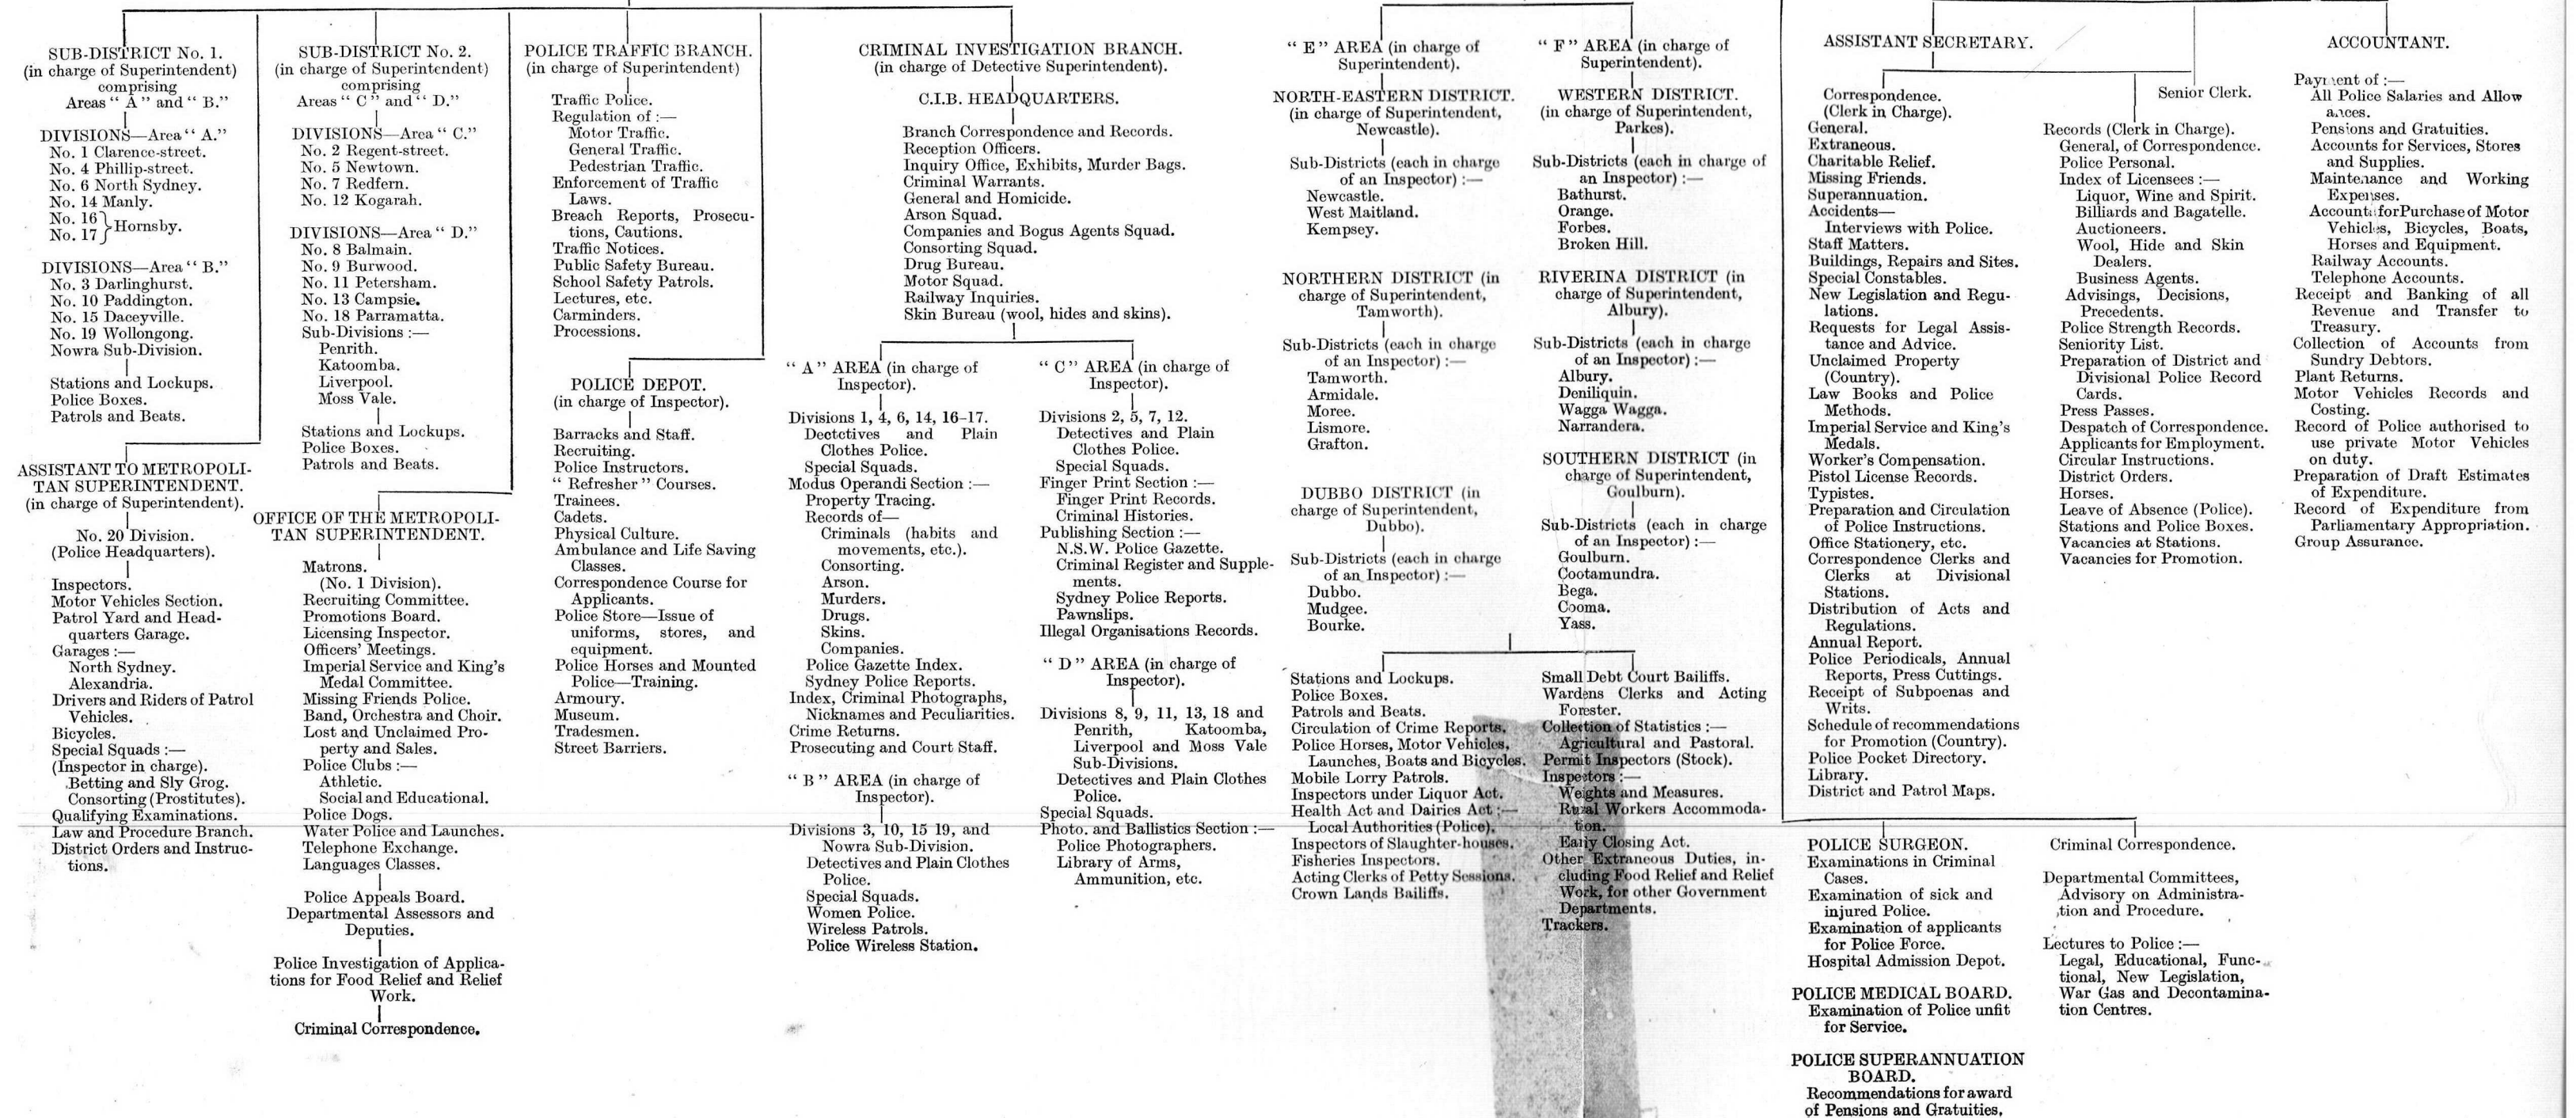 SUB-DISTRICT No. 1.
(in charge of Superintendent)
comprising
Areas “ A ” and “ B.”
DIVISIONS—Area “ A.”
No. 1 Clarence-street.
No. 4 Phillip-street.
No. 6 North Sydney.
No. 14 Manly.
No. 16
No. 17 } Hornsby.
DIVISIONS—Area “ B.”
No. 3 Darlinghurst.
No. 10 Paddington.
No. 15 Daceyville.
No. 19 Wollongong.
Nowra Sub-Division.
Stations and Lockups.
Police Boxes.
Patrols and Beats.
ASSISTANT TO METROPOLI-
TAN SUPERINTENDENT.
(in charge of Superintendent).
No. 20 Division.
(Police Headquarters).
Inspectors.
Motor Vehicles Section.
Patrol Yard and Head-
quarters Garage.
Garages :—
North Sydney.
Alexandria.
Drivers and Riders of Patrol
Vehicles.
Bicycles.
Special Squads :—
(Inspector in charge).
Betting and Sly Grog.
Consorting (Prostitutes).
Qualifying Examinations.
Law and Procedure Branch.
District Orders and Instruc-
tions.
SUB-DISTRICT No. 2.
(in charge of Superintendent)
comprising
Areas “ C ” and “ D.”
DIVISIONS—Area “ C.”
No. 2 Regent-street.
No. 5 Newtown.
No. 7 Redfern.
No. 12 Kogarah.
DIVISIONS—Area “ D.”
No. 8 Balmain.
No. 9 Burwood.
No. 11 Petersham.
No. 13 Campsie.
No. 18 Parramatta.
Sub-Divisions :—
Penrith.
Katoomba.
Liverpool.
Moss Vale.
Stations and Lockups.
Police Boxes.
Patrols and Beats.
OFFICE OF THE METROPOLI-
TAN SUPERINTENDENT.
Matrons.
(No. 1 Division).
Recruiting Committee.
Promotions Board.
Licensing Inspector.
Officers’ Meetings.
Imperial Service and King’s
Medal Committee.
Missing Friends Police.
Band, Orchestra and Choir.
Lost and Unclaimed Pro-
perty and Sales.
Police Clubs :—
Athletic.
Social and Educational.
Police Dogs.
Water Police and Launches.
Telephone Exchange.
Languages Classes.
Police Appeals Board.
Departmental Assessors and
Deputies.
Police Investigation of Applica-
tions for Food Relief and Relief
Work.
Criminal Correspondence.
POLICE TRAFFIC BRANCH.
(in charge of Superintendent)
Traffic Police.
Regulation of :—
Motor Traffic.
General Traffic.
Pedestrian Traffic.
Enforcement of Traffic
Laws.
Breach Reports, Prosecu-
tions, Cautions.
Traffic Notices.
Public Safety Bureau.
School Safety Patrols.
Lectures, etc.
Carminders.
Processions.
POLICE DEPOT.
(in charge of Inspector).
Barracks and Staff.
Recruiting.
Police Instructors.
“ Refresher ” Courses.
Trainees.
Cadets.
Physical Culture.
Ambulance and Life Saving
Classes.
Correspondence Course for
Applicants.
Police Store—Issue of
uniforms, stores, and
equipment.
Police Horses and Mounted
Police—Training.
Armoury.
Museum.
Tradesmen.
Street Barriers.
CRIMINAL INVESTIGATION BRANCH.
(in charge of Detective Superintendent).
C.I.B. HEADQUARTERS.
Branch Correspondence and Records.
Reception Officers.
Inquiry Office, Exhibits, Murder Bags.
Criminal Warrants.
General and Homicide.
Arson Squad.
Companies and Bogus Agents Squad.
Consorting Squad.
Drug Bureau.
Motor Squad.
Railway Inquiries.
Skin Bureau (wool, hides and skins).
“ A ” AREA (in charge of
Inspector).
Divisions 1, 4, 6, 14, 16-17.
Dectctives and Plain
Clothes Police.
Special Squads.
Modus Operandi Section :—
Property Tracing.
Records of—
Criminals (habits and
movements, etc.).
Consorting.
Arson.
Murders.
Drugs.
Skins.
Companies.
Police Gazette Index.
Sydney Police Reports.
Index, Criminal Photographs,
Nicknames and Peculiarities.
Crime Returns.
Prosecuting and Court Staff.
“ B ” AREA (in charge of
Inspector).
Divisions 3, 10, 15 19, and
Nowra Sub-Division.
Detectives and Plain Clothes
Police.
Special Squads.
Women Police.
Wireless Patrols.
Police Wireless Station.
“ C ” AREA (in charge of
Inspector).
Divisions 2, 5, 7, 12.
Detectives and Plain
Clothes Police.
Special Squads.
Finger Print Section :—
Finger Print Records.
Criminal Histories.
Publishing Section :—
N.S.W. Police Gazette.
Criminal Register and Supple-
ments.
Sydney Police Reports.
Pawnslips.
Illegal Organisations Records.
“ D ” AREA (in charge of
Inspector).
Divisions 8, 9, 11, 13, 18 and
Penrith, Katoomba,
Liverpool and Moss Vale
Sub-Divisions.
Detectives and Plain Clothes
Police.
Special Squads.
Photo. and Ballistics Section :—
Police Photographers.
Library of Arms,
Ammunition, etc.
“ E ” AREA (in charge of
Superintendent).
NORTH-EASTERN DISTRICT.
(in charge of Superintendent,
Newcastle).
Sub-Districts (each in charge
of an Inspector) :—
Newcastle.
West Maitland.
Kempsey.
NORTHERN DISTRICT (in
charge of Superintendent,
Tamworth).
Sub-Districts (each in charge
of an Inspector) :—
Tamworth.
Armidale.
Moree.
Lismore.
Grafton.
DUBBO DISTRICT (in
charge of Superintendent,
Dubbo).
Sub-Districts (each in charge
of an Inspector) :—
Dubbo.
Mudgee.
Bourke.
“ F ” AREA (in charge of
Superintendent).
WESTERN DISTRICT.
(in charge of Superintendent,
Parkes).
Sub-Districts (each in charge of
an Inspector) :—
Bathurst.
Orange.
Forbes.
Broken Hill.
RIVERINA DISTRICT (in
charge of Superintendent,
Albury).
Sub-Districts (each in charge
of an Inspector) :—
Albury.
Deniliquin.
Wagga Wagga.
Narrandera.
SOUTHERN DISTRICT (in
charge of Superintendent,
Goulburn).
Sub-Districts (each in charge
of an Inspector) :—
Goulburn.
Cootamundra.
Bega.
Cooma.
Yass.
Stations and Lockups.
Police Boxes.
Patrols and Beats.
Circulation of Crime Reports.
Police Horses, Motor Vehicles,
Launches, Boats and Bicycles.
Mobile Lorry Patrols.
Inspectors under Liquor Act.
Health Act and Dairies Act :—
Local Authorities (Police).
Inspectors of Slaughter-houses.
Fisheries Inspectors.
Acting Clerks of Petty Sessions.
Crown Lands Bailiffs.
Small Debt Court Bailiffs.
Wardens Clerks and Acting
Forester.
Collection of Statistics :—
Agricultural and Pastoral.
Permit Inspectors (Stock).
Inspectors :—
Weights and Measures.
Rural Workers Accommoda-
tion.
Early Closing Act.
Other Extraneous Duties, in-
cluding Food Relief and Relief
Work, for other Government
Departments.
Trackers.
ASSISTANT SECRETARY.
Correspondence.
(Clerk in Charge).
General.
Extraneous.
Charitable Relief.
Missing Friends.
Superannuation.
Accidents—
Interviews with Police.
Staff Matters.
Buildings, Repairs and Sites.
Special Constables.
New Legislation and Regu-
lations.
Requests for Legal Assis-
tance and Advice.
Unclaimed Property
(Country).
Law Books and Police
Methods.
Imperial Service and King’s
Medals.
Worker’s Compensation.
Pistol License Records.
Typistes.
Preparation and Circulation
of Police Instructions.
Office Stationery, etc.
Correspondence Clerks and
Clerks at Divisional
Stations.
Distribution of Acts and
Regulations.
Annual Report.
Police Periodicals, Annual
Reports, Press Cuttings.
Receipt of Subpoenas and
Writs.
Schedule of recommendations
for Promotion (Country).
Police Pocket Directory.
Library.
District and Patrol Maps.
Senior Clerk.
Records (Clerk in Charge).
General, of Correspondence.
Police Personal.
Index of Licensees :—
Liquor, Wine and Spirit.
Billiards and Bagatelle.
Auctioneers.
Wool, Hide and Skin
Dealers.
Business Agents.
Advisings, Decisions,
Precedents.
Police Strength Records.
Seniority List.
Preparation of District and
Divisional Police Record
Cards.
Press Passes.
Despatch of Correspondence.
Applicants for Employment.
Circular Instructions.
District Orders.
Horses.
Leave of Absence (Police).
Stations and Police Boxes.
Vacancies at Stations.
Vacancies for Promotion.
ACCOUNTANT.
Payment of :—
All Police Salaries and Allow
ances.
Pensions and Gratuities.
Accounts for Services, Stores
and Supplies.
Maintenance and Working
Expenses.
Accounts for Purchase of Motor
Vehicles, Bicycles, Boats,
Horses and Equipment.
Railway Accounts.
Telephone Accounts.
Receipt and Banking of all
Revenue and Transfer to
Treasury.
Collection of Accounts from
Sundry Debtors.
Plant Returns.
Motor Vehicles Records and
Costing.
Record of Police authorised to
use private Motor Vehicles
on duty.
Preparation of Draft Estimates
of Expenditure.
Record of Expenditure from
Parliamentary Appropriation.
Group Assurance.
POLICE SURGEON.
Examinations in Criminal
Cases.
Examination of sick and
injured Police.
Examination of applicants
for Police Force.
Hospital Admission Depot.
POLICE MEDICAL BOARD.
Examination of Police unfit
for Service.
POLICE SUPERANNUATION
BOARD.
Recommendations for award
of Pensions and Gratuities,
Criminal Correspondence.
Departmental Committees,
Advisory on Administra-
tion and Procedure.
Lectures to Police :—
Legal, Educational, Func-
tional, New Legislation,
War Gas and Decontamina-
tion Centres.